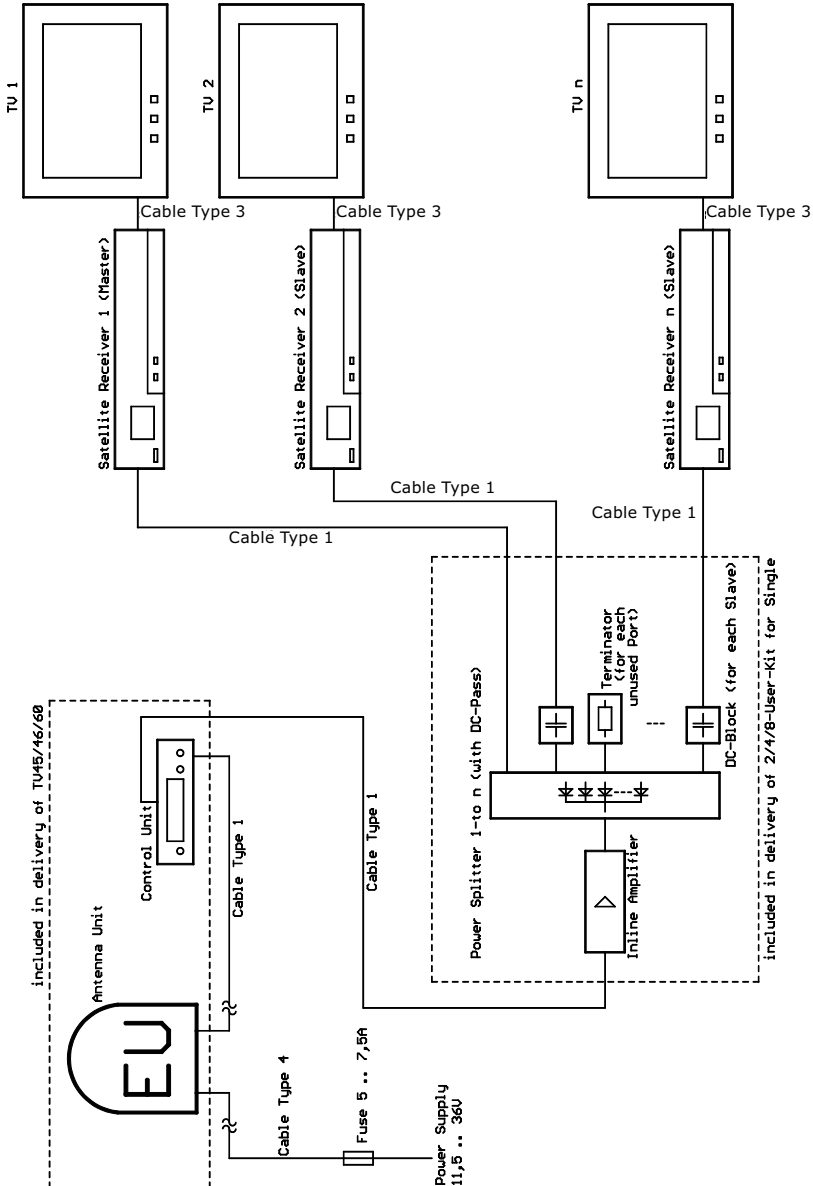 TV 1
TV 2
TV n
Cable Type 3
Cable Type 3
Cable Type 3
Satellite Receiver 1 (Master)
Satellite Receiver 2 (Slave)
Satellite Receiver n (Slave)
Cable Type 1
Cable Type 1
Cable Type 1
included in delivery of TV45/46/60
Antenna Unit
EU
Control Unit
Cable Type 1
Cable Type 1
Cable Type 4
Fuse 5 .. 7,5A
Power Supply
11,5 .. 36V
Power Splitter 1-to n (with DC-Pass)
Terminator
(for each
unused Port)
DC-Block (for each Slave)
Inline Amplifier
included in delivery of 2/4/8-User-Kit for Single